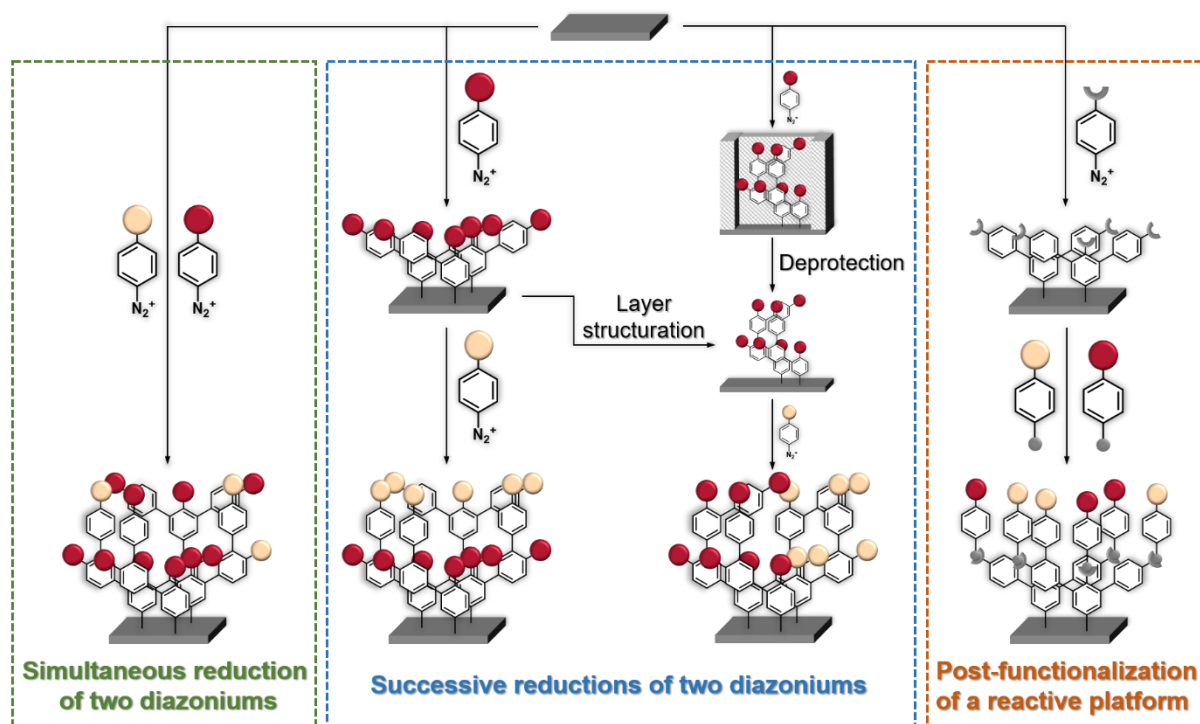 N₂⁺
N₂⁺
N₂⁺
N₂⁺
N₂⁺
Deprotection
Layer
structuration
N₂⁺
N₂⁺
Simultaneous reduction
of two diazoniums
Successive reductions of two diazoniums
Post-functionalization
of a reactive platform